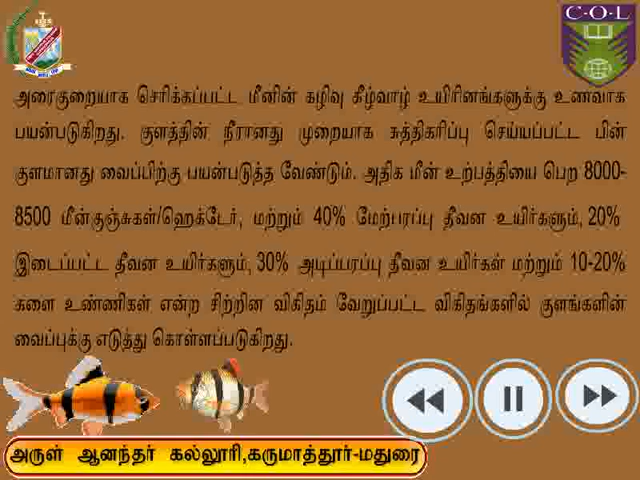 C-O-L
அரைகுறையாக செரிக்கப்பட்ட மீனின் கழிவு கீழ்வாழ் உயிரினங்களுக்கு உணவாக
பயன்படுகிறது. குளத்தின் நீரானது முறையாக சுத்திகரிப்பு செய்யப்பட்ட பின்
குளமானது வைப்பிற்கு பயன்படுத்த வேண்டும். அதிக மீன் உற்பத்தியை பெற 8000-
8500 மீன்குஞ்சுகள்/ஹெக்டேர், மற்றும் 40% மேற்பரப்பு தீவன உயிர்களும், 20%
இடைப்பட்ட தீவன உயிர்களும், 30% அடிப்பரப்பு தீவன உயிர்கள் மற்றும் 10-20%
களை உண்ணிகள் என்ற சிற்றின விகிதம் வேறுபட்ட விகிதங்களில் குளங்களின்
வைப்புக்கு எடுத்து கொள்ளப்படுகிறது.
அருள் ஆனந்தர் கல்லூரி,கருமாத்தூர்-மதுரை